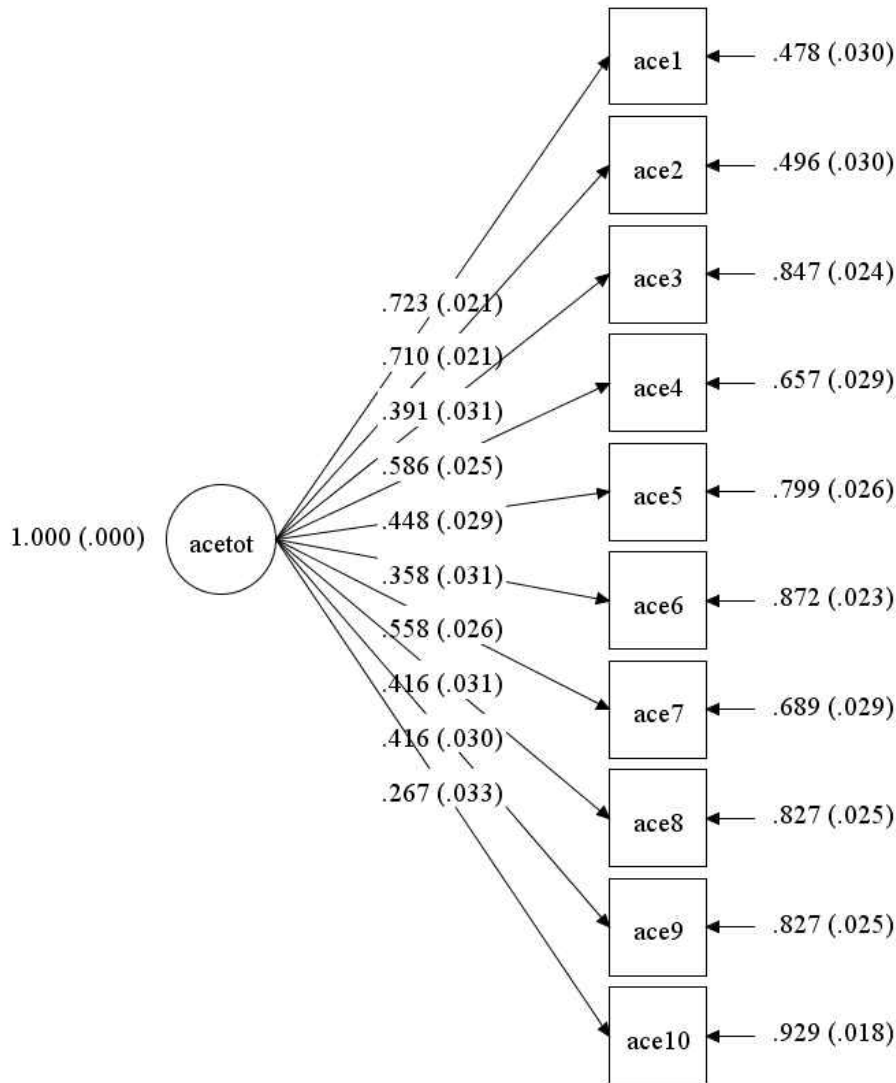 ace1
.478 (.030)
ace2
.496 (.030)
ace3
.847 (.024)
.723 (.021)
.710 (.021)
ace4
.657 (.029)
.391 (.031)
.586 (.025)
ace5
.799 (.026)
.448 (.029)
1.000 (.000)
acetot
.358 (.031)
ace6
.872 (.023)
.558 (.026)
.416 (.031)
ace7
.689 (.029)
.416 (.030)
.267 (.033)
ace8
.827 (.025)
ace9
.827 (.025)
ace10
.929 (.018)